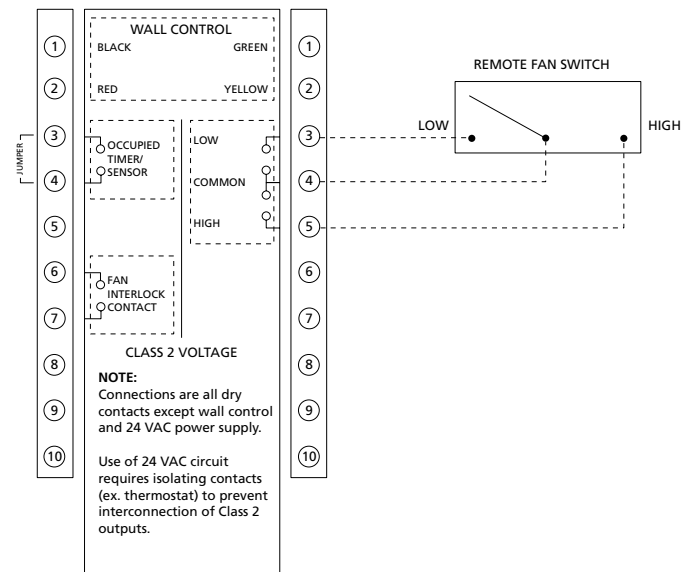 WALL CONTROL
BLACK GREEN
RED YELLOW
1
2
3
4
5
6
7
8
9
10
JUMPER
OCCUPIED
TIMER/
SENSOR
LOW
COMMON
HIGH
FAN
INTERLOCK
CONTACT
CLASS 2 VOLTAGE
NOTE:
Connections are all dry
contacts except wall control
and 24 VAC power supply.
Use of 24 VAC circuit
requires isolating contacts
(ex. thermostat) to prevent
interconnection of Class 2
outputs.
1
2
3
4
5
6
7
8
9
10
REMOTE FAN SWITCH
LOW HIGH